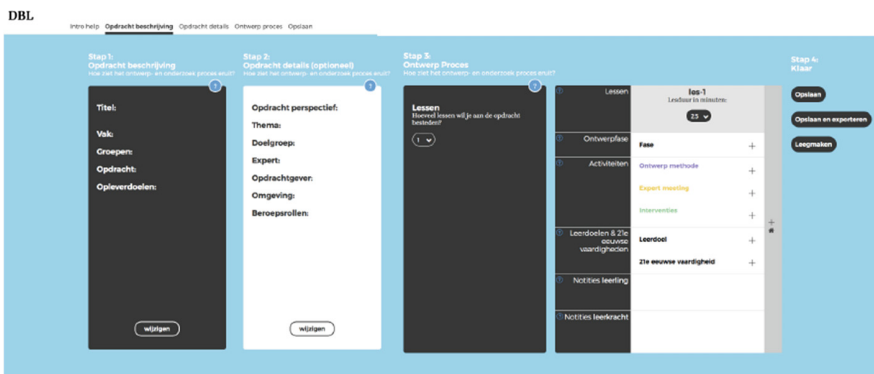 DBL
Intro help Opdracht beschrijving Opdracht details Ontwerp proces Opslaan
Stap 1:
Opdracht beschrijving
Hoe ziet het ontwerp- en onderzoek proces eruit?
Titel:
Vak:
Groepen:
Opdracht:
Opleverdoelen:
wijzigen
Stap 2:
Opdracht details (optioneel)
Hoe ziet het ontwerp- en onderzoek proces eruit?
Opdracht perspectief:
Thema:
Doelgroep:
Expert:
Opdrachtgever:
Omgeving:
Beroepsrollen:
wijzigen
Stap 3:
Ontwerp Proces
Hoe ziet het ontwerp- en onderzoek proces eruit?
Lessen
Hoeveel lessen wil je aan de opdracht
besteden?
1
Lessen
les-1
Lesduur in minuten:
25
Ontwerpfase
Fase +
Activiteiten
Ontwerp methode +
Expert meeting +
Interventies +
Leerdoelen & 21e
eeuwse
vaardigheden
Leerdoel +
21e eeuwse vaardigheid +
Notities leerling
Notities leerkracht
+
Stap 4:
Klaar
Opslaan
Opslaan en exporteren
Leegmaken